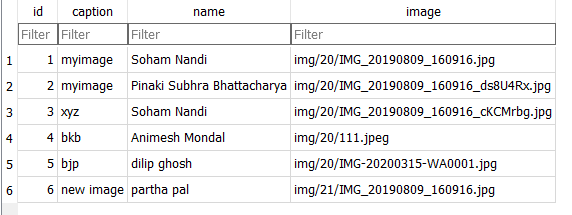 id caption name image
Filter Filter Filter Filter
1 1 myimage Soham Nandi img/20/IMG_20190809_160916.jpg
2 2 myimage Pinaki Subhra Bhattacharya img/20/IMG_20190809_160916_ds8U4Rx.jpg
3 3 xyz Soham Nandi img/20/IMG_20190809_160916_cKCMrbg.jpg
4 4 bkb Animesh Mondal img/20/111.jpeg
5 5 bjp dilip ghosh img/20/IMG-20200315-WA0001.jpg
6 6 new image partha pal img/21/IMG_20190809_160916.jpg